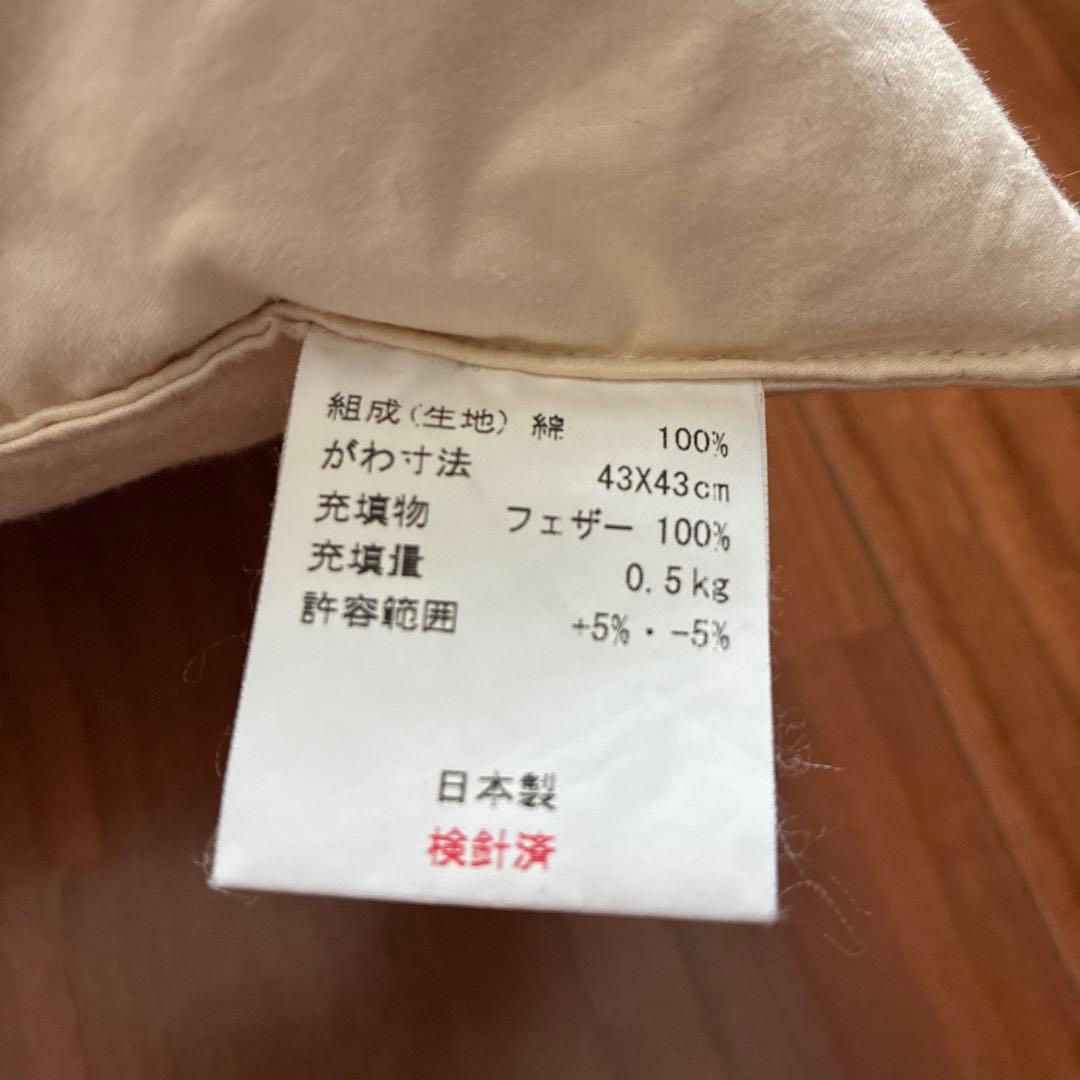 組成(生地) 綿 100%
がわ寸法 43X43cm
充填物 フェザー 100%
充填量 0.5kg
許容範囲 +5%・-5%
日本製
検針済